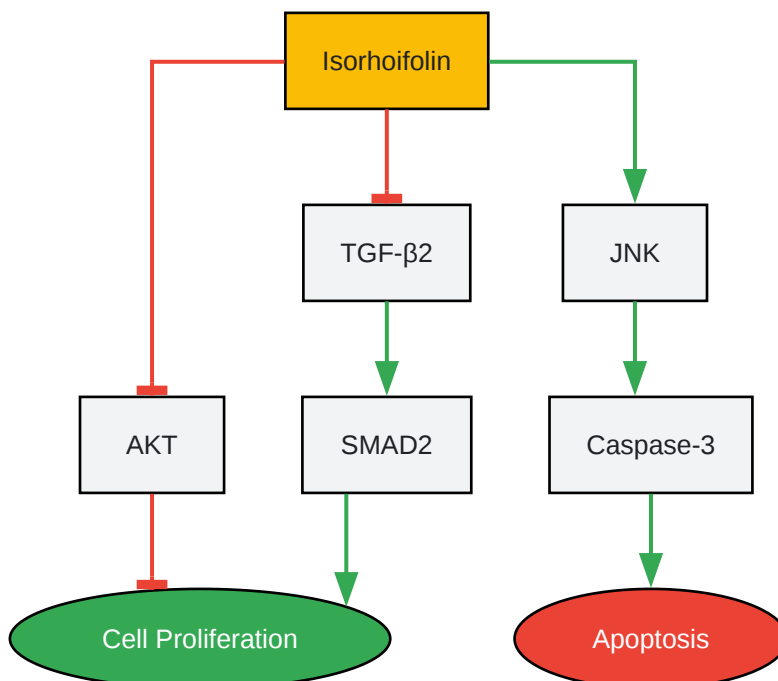 Isorhoifolin
TGF-β2
JNK
AKT
SMAD2
Caspase-3
Cell Proliferation
Apoptosis